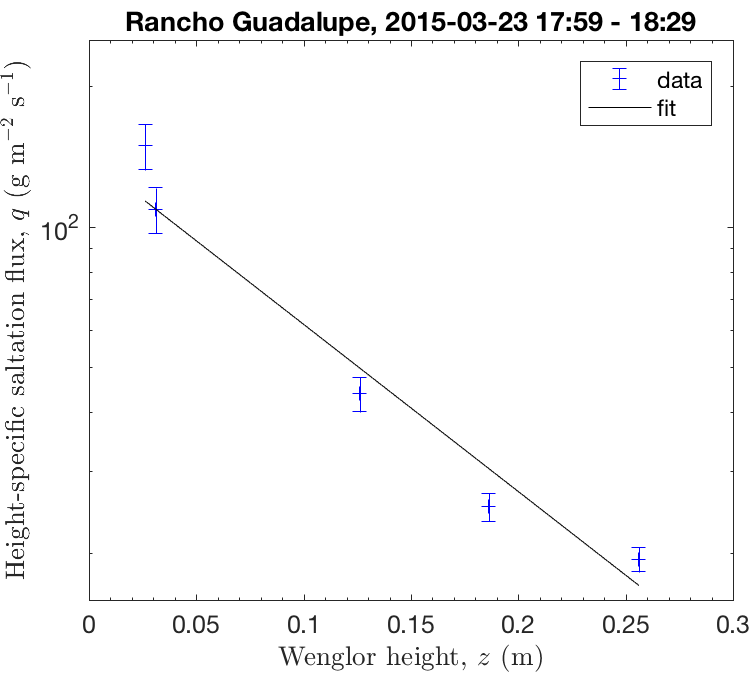 Rancho Guadalupe, 2015-03-23 17:59 - 18:29
data
fit
Height-specific saltation flux, q (g m⁻² s⁻¹)
10²
0 0.05 0.1 0.15 0.2 0.25 0.3
Wenglor height, z (m)